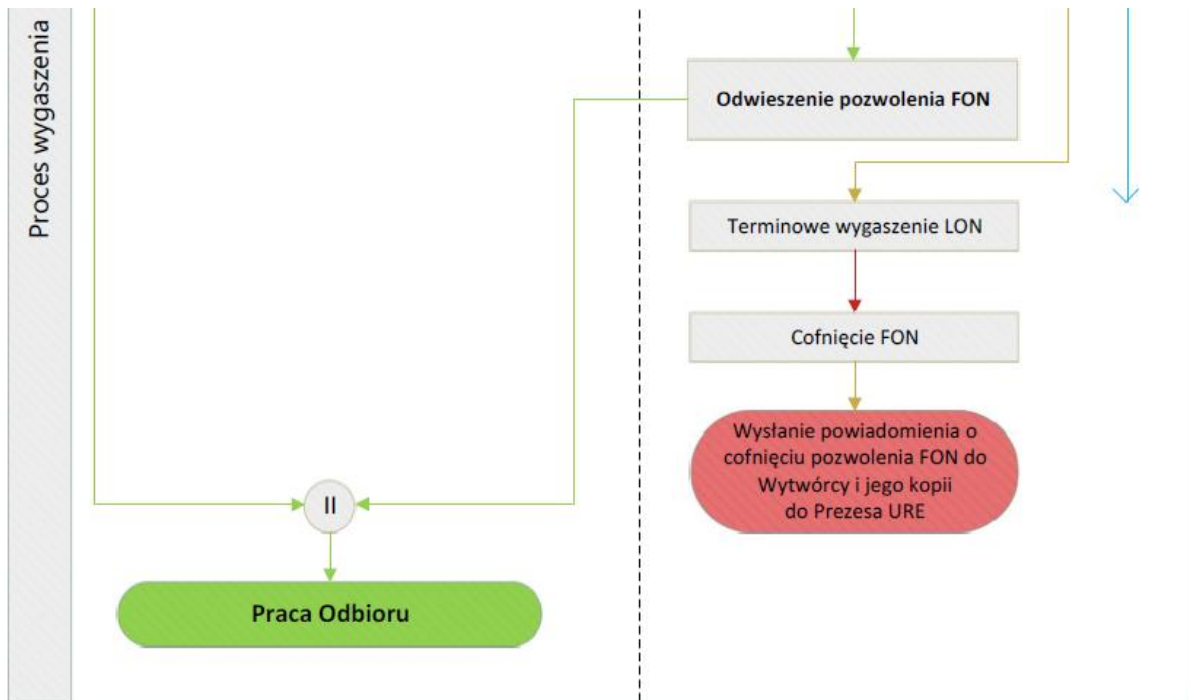 Proces wygaszenia
Odwieszenie pozwolenia FON
Terminowe wygaszenie LON
Cofnięcie FON
Wysłanie powiadomienia o
cofnięciu pozwolenia FON do
Wytwórcy i jego kopii
do Prezesa URE
II
Praca Odbioru